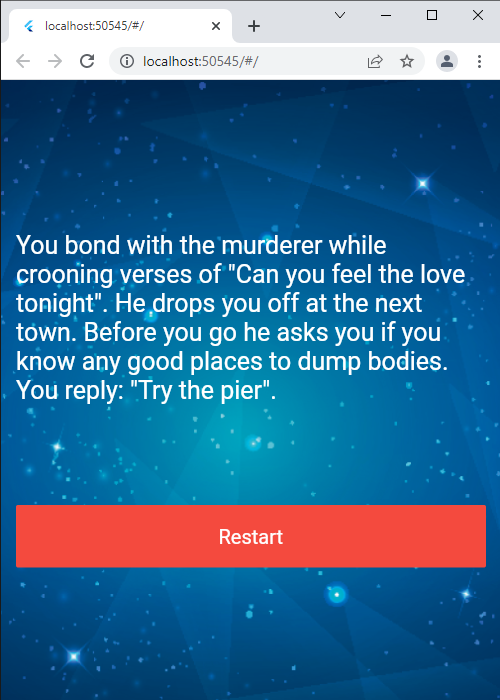 localhost:50545/#/
localhost:50545/#/
You bond with the murderer while
crooning verses of "Can you feel the love
tonight". He drops you off at the next
town. Before you go he asks you if you
know any good places to dump bodies.
You reply: "Try the pier".
Restart